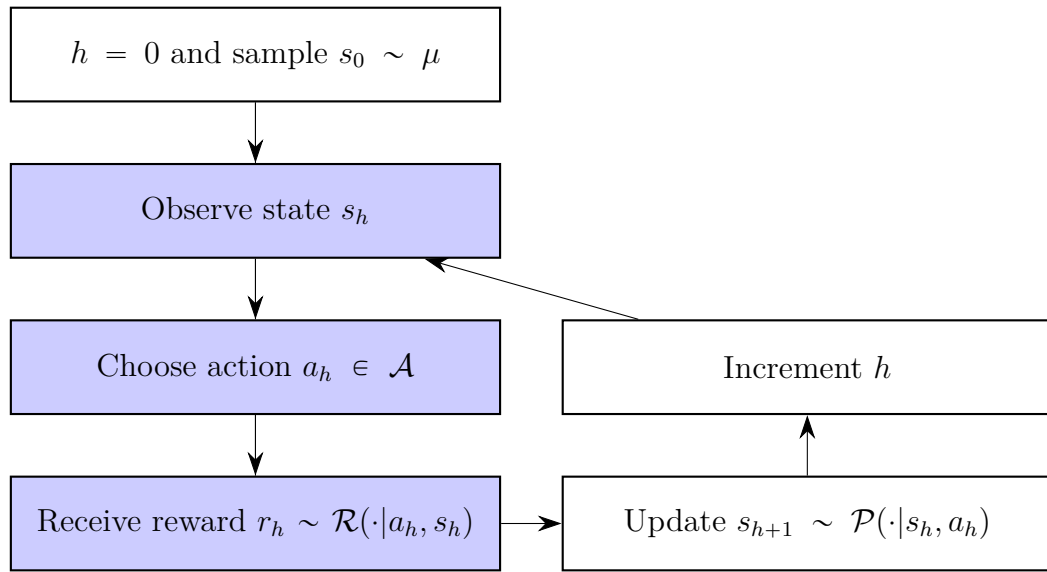 h = 0 and sample s₀ ∼ μ
Observe state sₕ
Choose action aₕ ∈ 𝒜
Increment h
Receive reward rₕ ∼ ℛ(·|aₕ, sₕ)
Update sₕ₊₁ ∼ 𝒫(·|sₕ, aₕ)